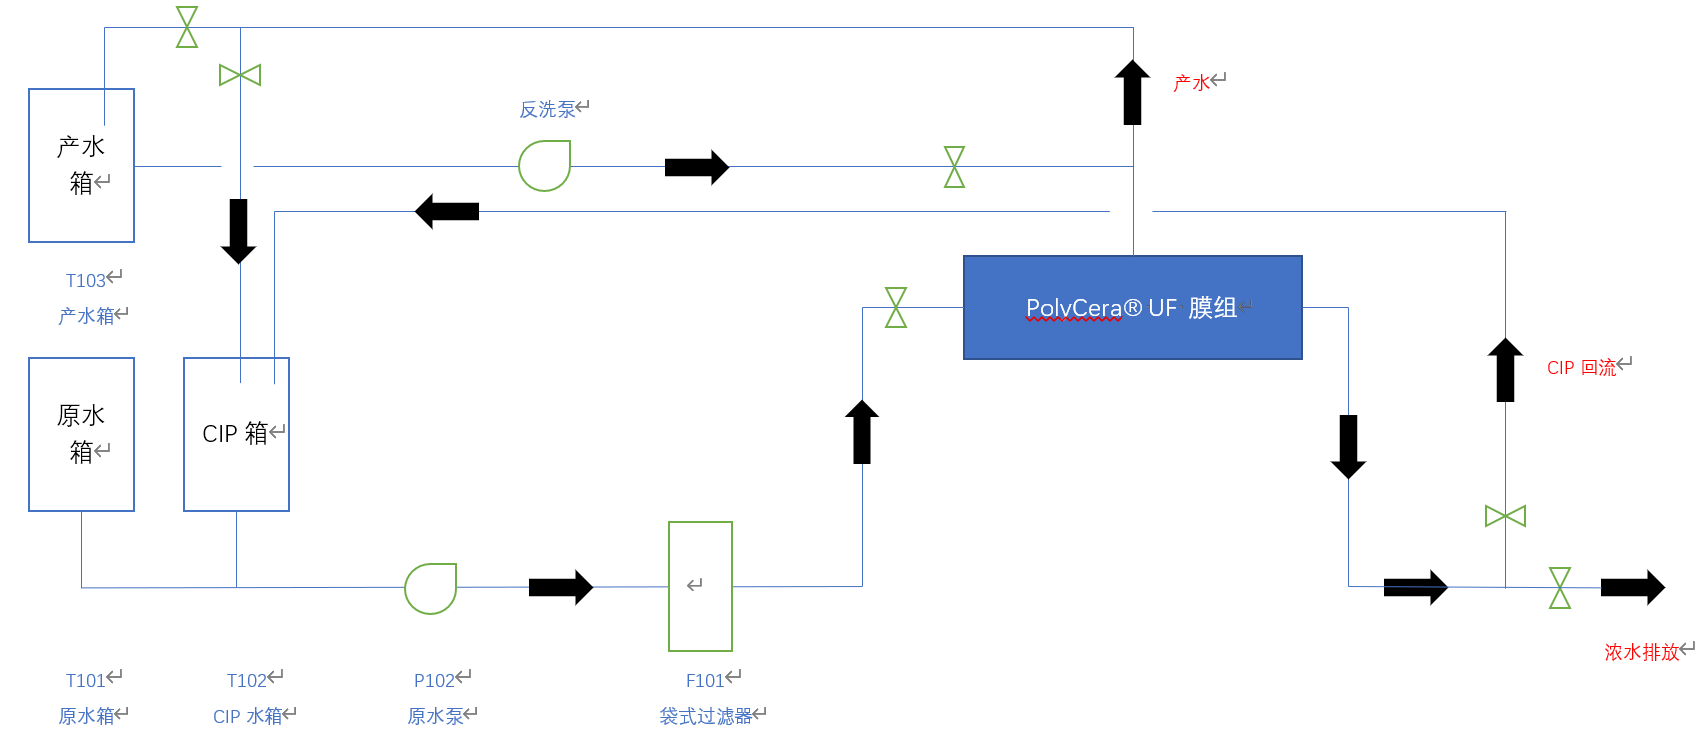 产水
反洗泵
产水
箱
T103
产水箱
PolvCera® UF 膜组
CIP 回流
原水
箱
CIP 箱
浓水排放
T101
原水箱
T102
CIP 水箱
P102
原水泵
F101
袋式过滤器